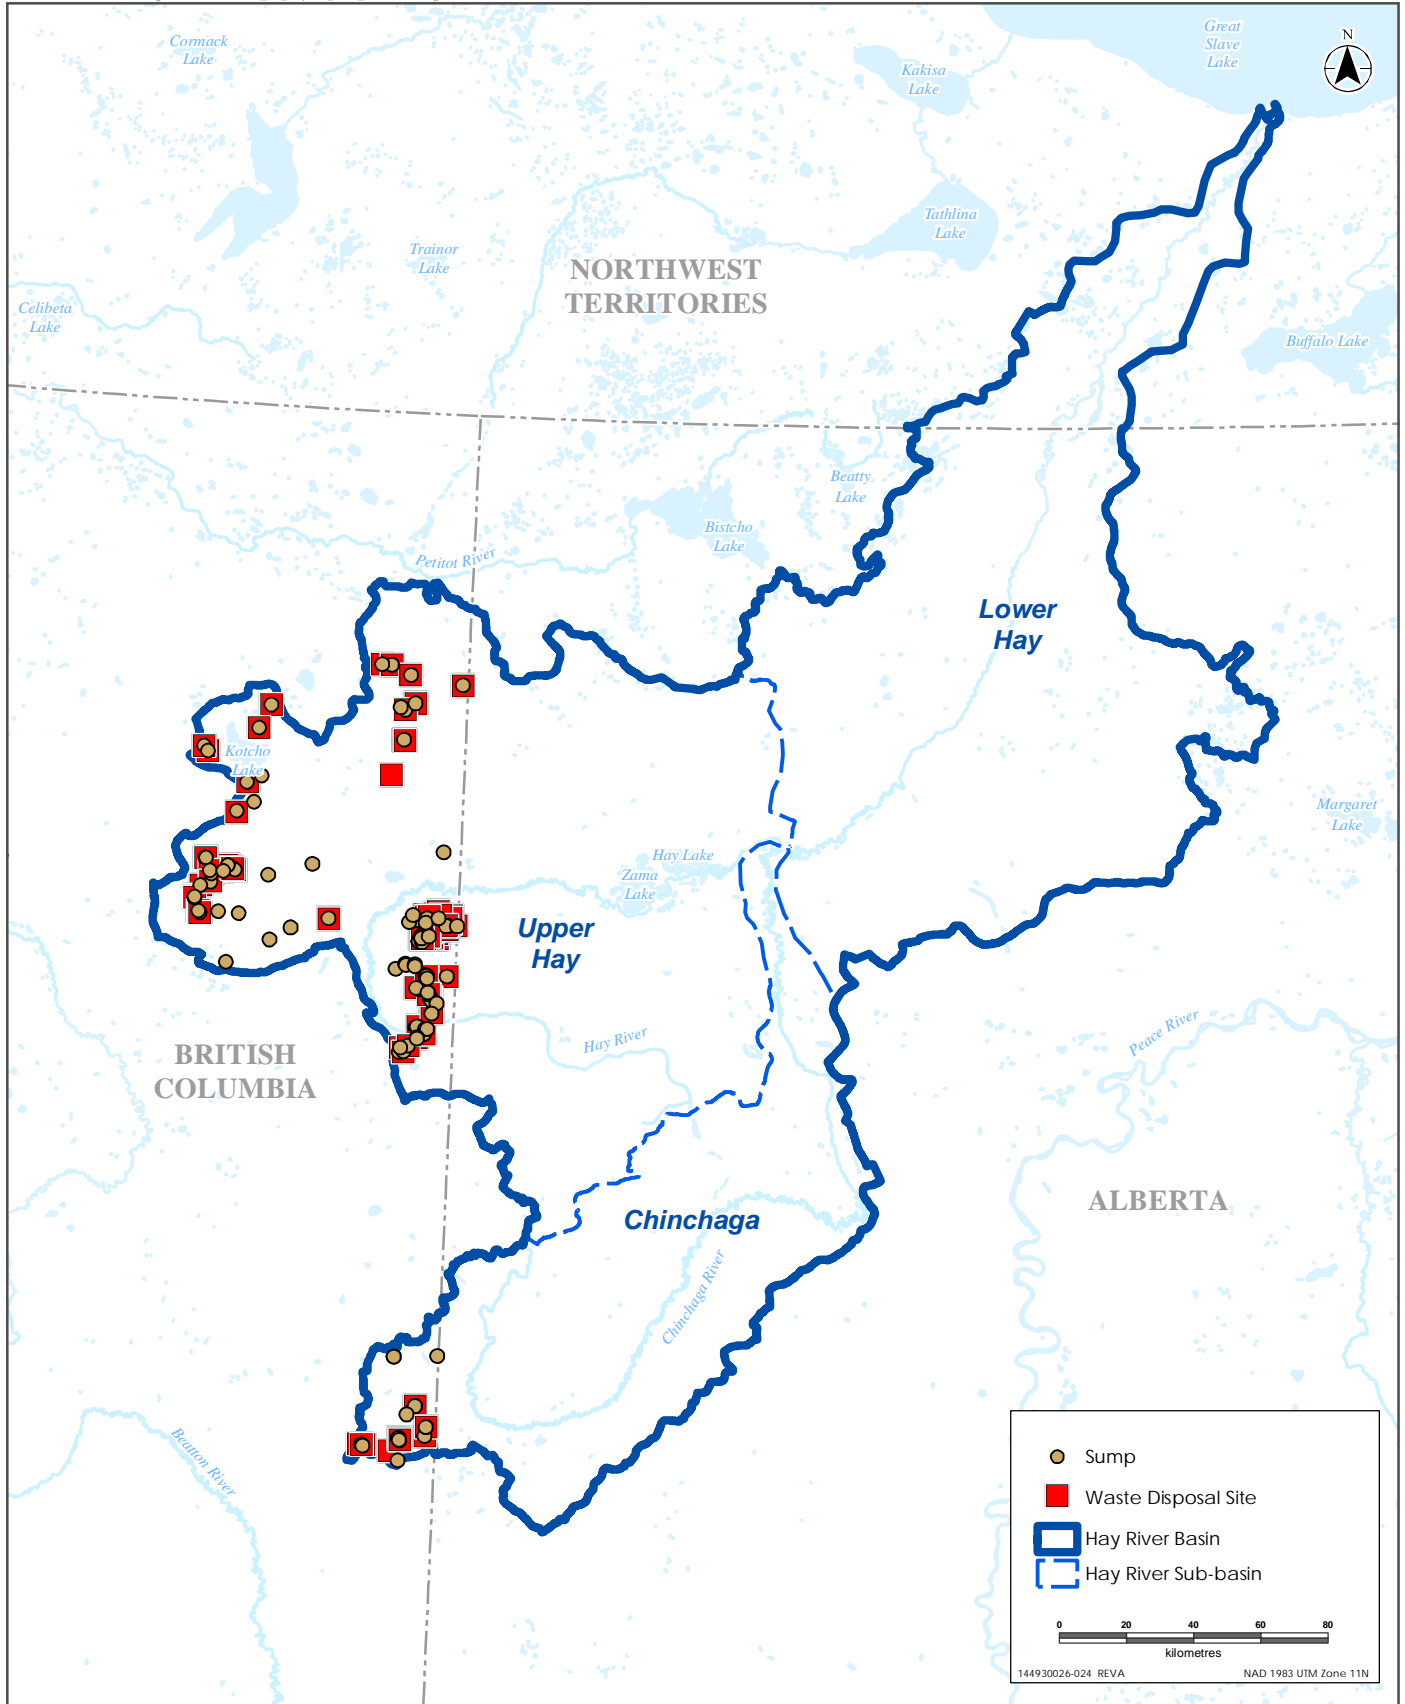 Cormack
Lake
Great
Slave
Lake
N
Kakisa
Lake
Tathlina
Lake
Trainor
Lake
NORTHWEST
TERRITORIES
Celibeta
Lake
Buffalo Lake
Beatty
Lake
Bistcho
Lake
Petitot River
Lower
Hay
Kotcho
Lake
Margaret
Lake
Hay Lake
Zama
Lake
Upper
Hay
Hay River
Peace River
BRITISH
COLUMBIA
ALBERTA
Chinchaga
Chinchaga River
Beatton River
Sump
Waste Disposal Site
Hay River Basin
Hay River Sub-basin
0 20 40 60 80
kilometres
144930026-024 REVA NAD 1983 UTM Zone 11N